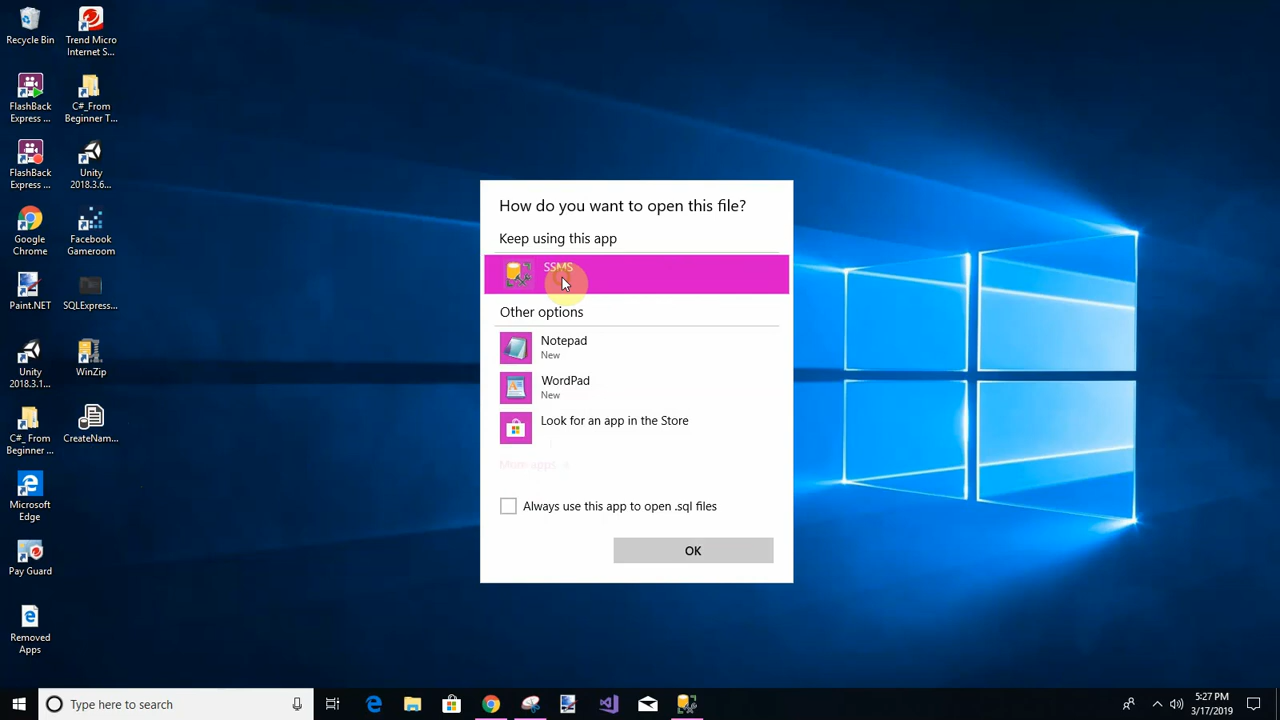 Recycle Bin
Trend Micro
Internet S...
FlashBack
Express ...
C#_From
Beginner T...
FlashBack
Express ...
Unity
2018.3.6...
Google
Chrome
Facebook
Gameroom
Paint.NET
SQLExpress...
Unity
2018.3.1...
WinZip
C#_ From
Beginner ...
CreateNam...
Microsoft
Edge
Pay Guard
Removed
Apps
How do you want to open this file?
Keep using this app
SSMS
Other options
Notepad
New
WordPad
New
Look for an app in the Store
More apps
Always use this app to open .sql files
OK
Type here to search
5:27 PM
3/17/2019